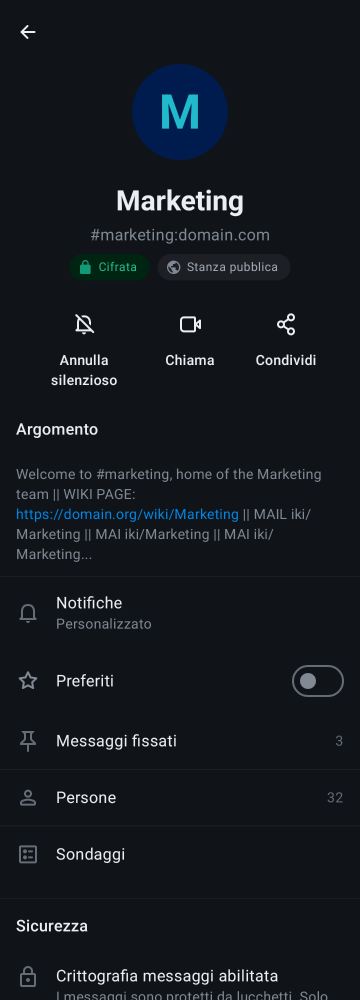 M
Marketing
#marketing:domain.com
Cifrata
Stanza pubblica
Annulla
silenzioso
Chiama
Condividi
Argomento
Welcome to #marketing, home of the Marketing
team || WIKI PAGE:
https://domain.org/wiki/Marketing || MAIL iki/
Marketing || MAI iki/Marketing || MAI iki/
Marketing...
Notifiche
Personalizzato
Preferiti
Messaggi fissati
3
Persone
32
Sondaggi
Sicurezza
Crittografia messaggi abilitata
I messaggi sono protetti da lucchetti. Solo